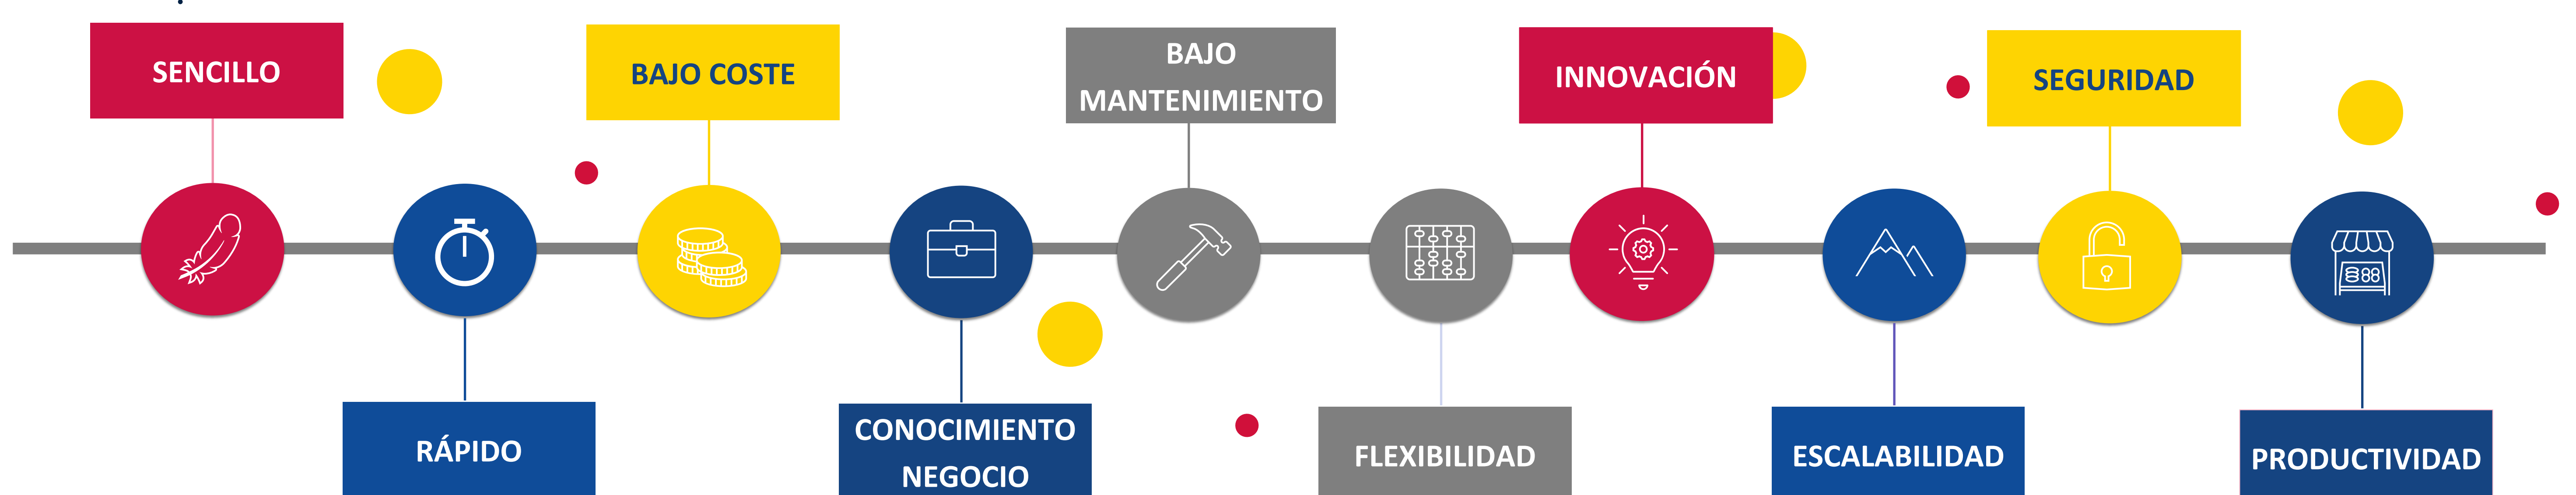 SENCILLO
BAJO COSTE
BAJO
MANTENIMIENTO
INNOVACIÓN
SEGURIDAD
RÁPIDO
CONOCIMIENTO
NEGOCIO
FLEXIBILIDAD
ESCALABILIDAD
PRODUCTIVIDAD